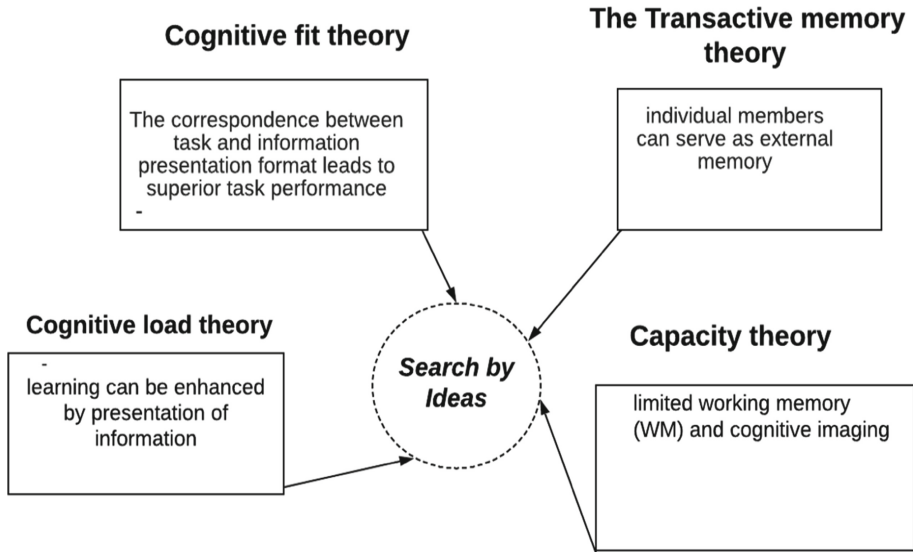 Cognitive fit theory
The correspondence between
task and information
presentation format leads to
superior task performance
-
The Transactive memory
theory
individual members
can serve as external
memory
Cognitive load theory
-
learning can be enhanced
by presentation of
information
Search by
Ideas
Capacity theory
limited working memory
(WM) and cognitive imaging